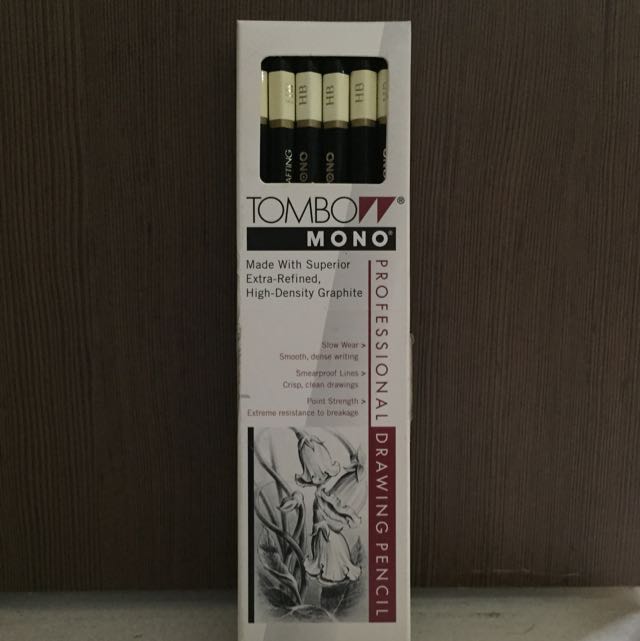 HB
HB
HB
AFTING
ONO
ONO
ONO
TOMBOW®
MONO®
Made With Superior
Extra-Refined,
High-Density Graphite
PROFESSIONAL DRAWING PENCIL
Slow Wear >
Smooth, dense writing
Smearproof Lines >
Crisp, clean drawings
Point Strength >
Extreme resistance to breakage